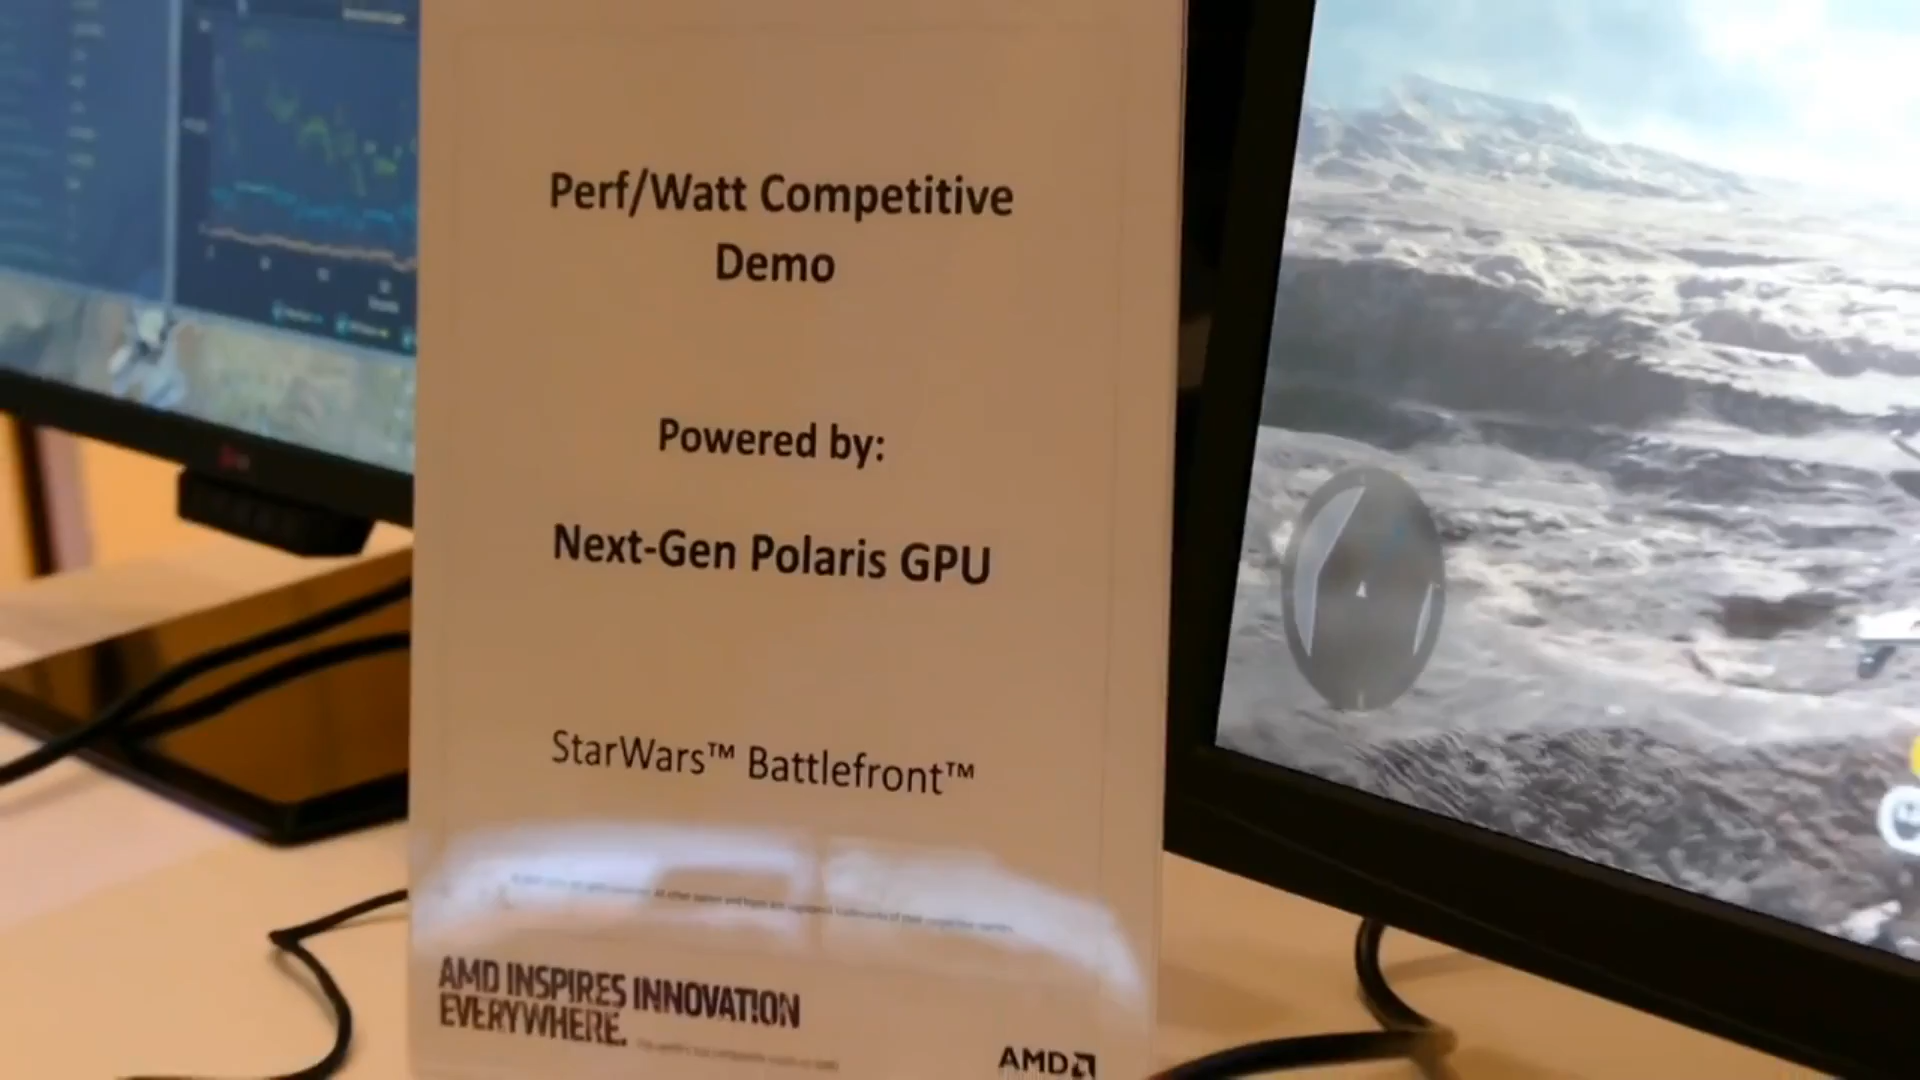 Perf/Watt Competitive
Demo
Powered by:
Next-Gen Polaris GPU
StarWars™ Battlefront™
AMD INSPIRES INNOVATION
EVERYWHERE.
AMD